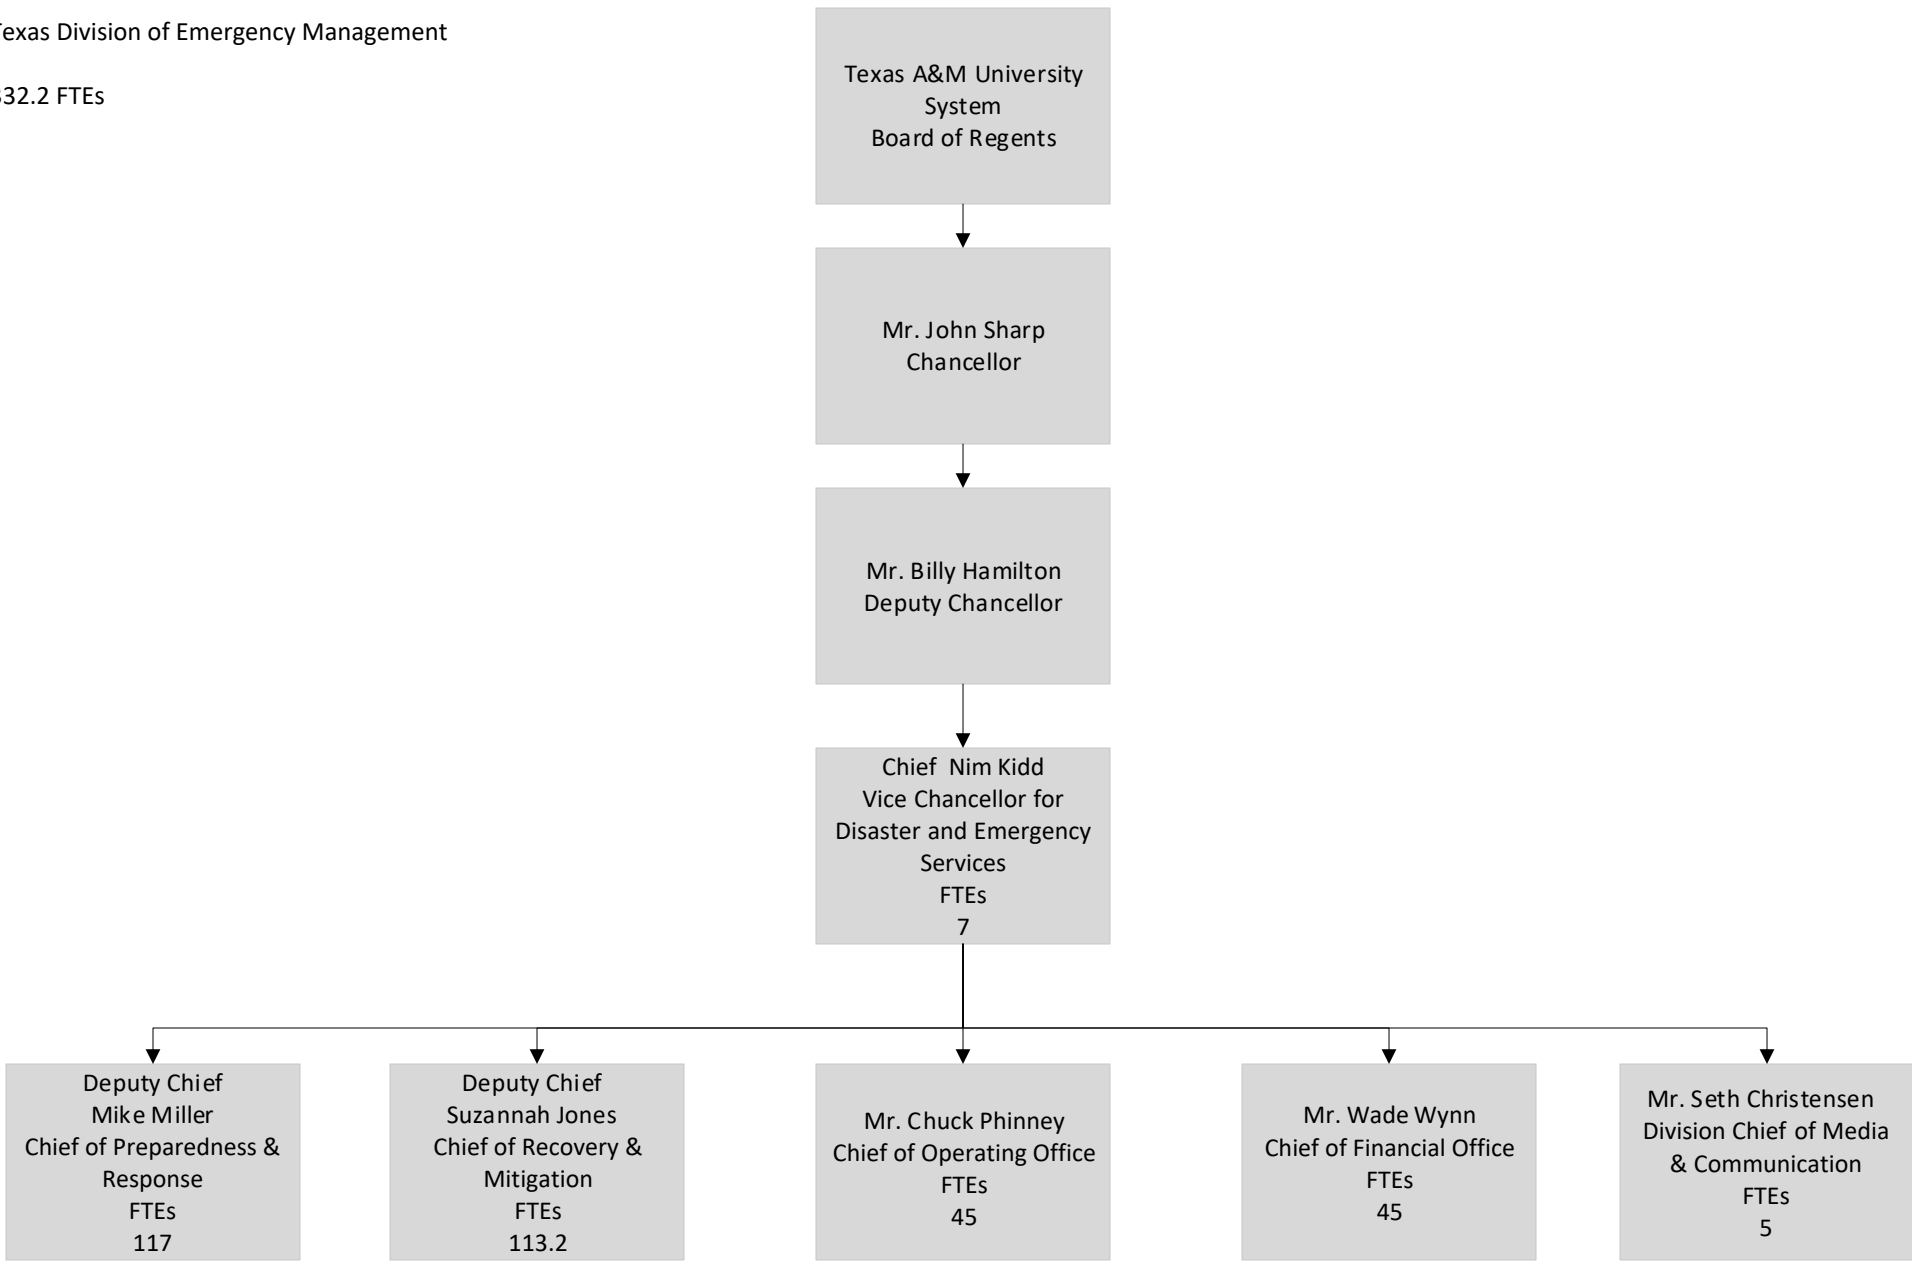 Texas Division of Emergency Management
332.2 FTEs
Texas A&M University
System
Board of Regents
Mr. John Sharp
Chancellor
Mr. Billy Hamilton
Deputy Chancellor
Chief  Nim Kidd
Vice Chancellor for
Disaster and Emergency
Services
FTEs
7
Deputy Chief
Mike Miller
Chief of Preparedness &
Response
FTEs
117
Deputy Chief
Suzannah Jones
Chief of Recovery &
Mitigation
FTEs
113.2
Mr. Chuck Phinney
Chief of Operating Office
FTEs
45
Mr. Wade Wynn
Chief of Financial Office
FTEs
45
Mr. Seth Christensen
Division Chief of Media
& Communication
FTEs
5